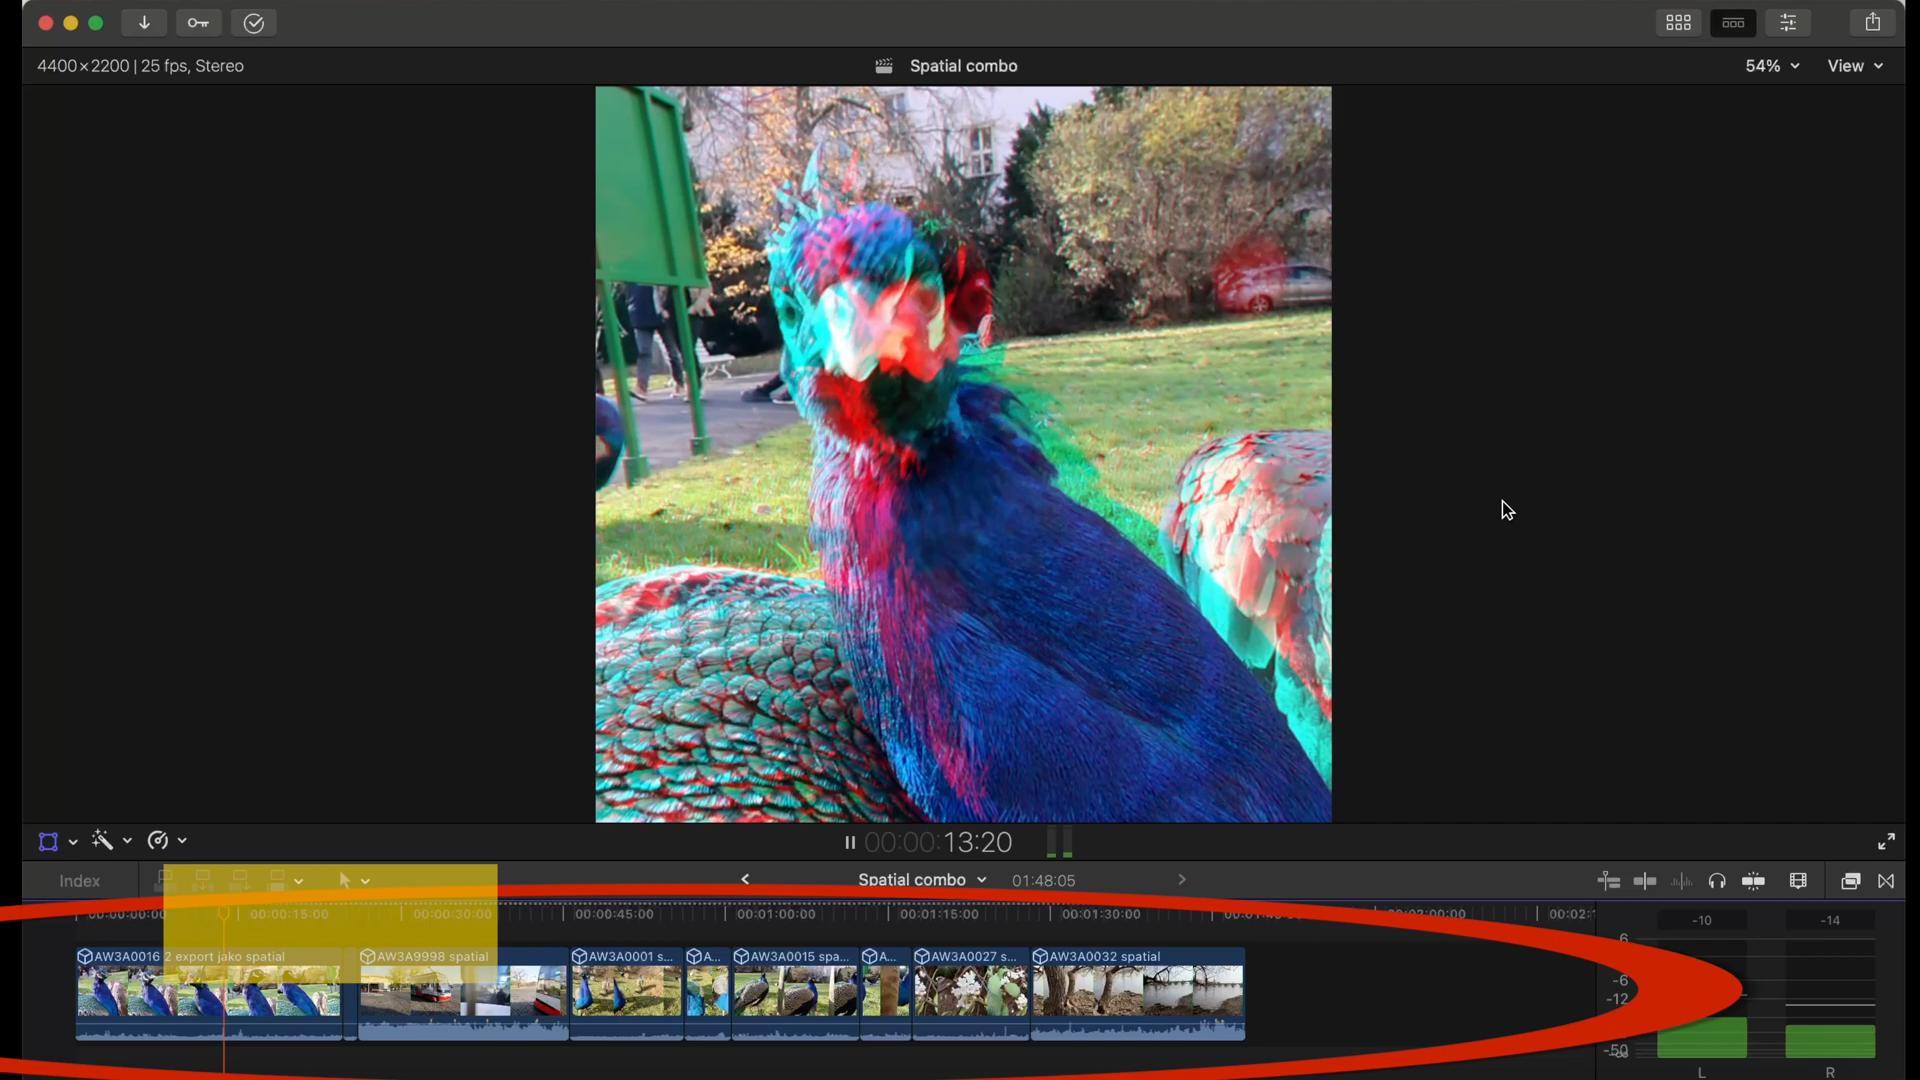 4400×2200 | 25 fps, Stereo
Spatial combo
54%
View
00:00:13:20
Index
Spatial combo
01:48:05
00:00:00:00
00:00:15:00
00:00:30:00
00:00:45:00
00:01:00:00
00:01:15:00
00:01:30:00
00:02:
-10
-14
AW3A0016 2 export jako spatial
AW3A9998 spatial
AW3A0001 s...
A...
AW3A0015 spa...
A...
AW3A0027 s...
AW3A0032 spatial
6
-6
-12
-50
L
R